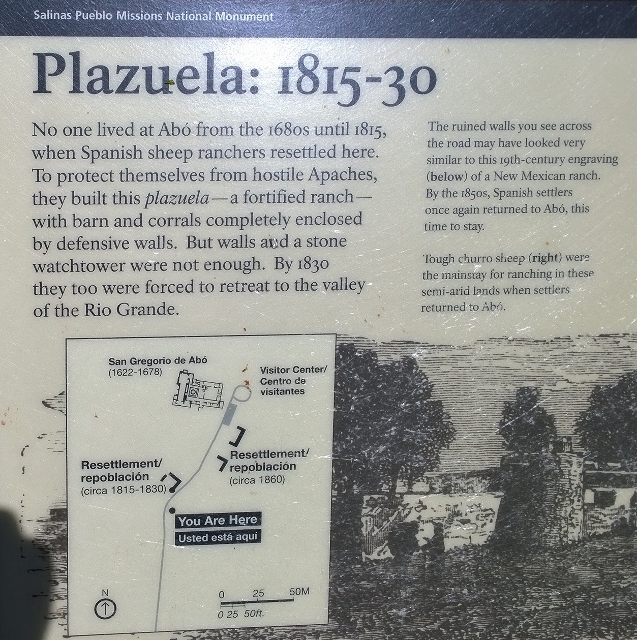 Salinas Pueblo Missions National Monument
Plazuela: 1815-30
No one lived at Abó from the 1680s until 1815,
when Spanish sheep ranchers resettled here.
To protect themselves from hostile Apaches,
they built this plazuela—a fortified ranch—
with barn and corrals completely enclosed
by defensive walls. But walls and a stone
watchtower were not enough. By 1830
they too were forced to retreat to the valley
of the Rio Grande.
The ruined walls you see across
the road may have looked very
similar to this 19th-century engraving
(below) of a New Mexican ranch.
By the 1850s, Spanish settlers
once again returned to Abó, this
time to stay.
Tough churro sheep (right) were
the mainstay for ranching in these
semi-arid lands when settlers
returned to Abó.
San Gregorio de Abó
(1622-1678)
Visitor Center/
Centro de
visitantes
Resettlement/
repoblación
(circa 1860)
Resettlement/
repoblación
(circa 1815-1830)
You Are Here
Usted está aquí
N
0 25 50M
0 25 50ft.